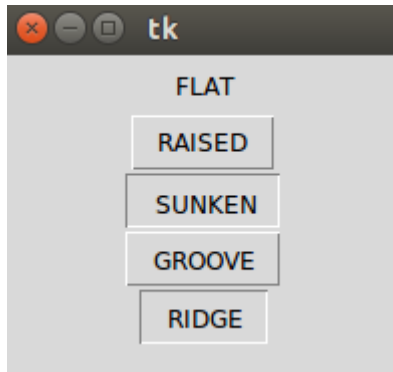 tk
FLAT
RAISED
SUNKEN
GROOVE
RIDGE